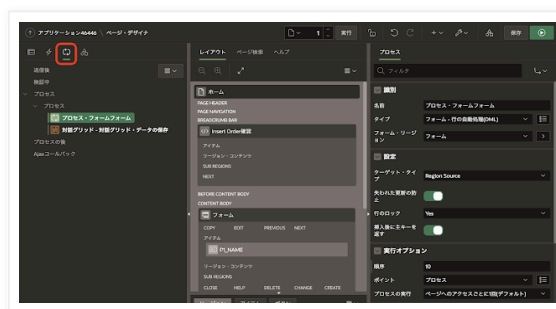 アプリケーション46446 \ ページ・デザイナ
1
実行
保存
レイアウト ページ検索 ヘルプ
プロセス
送信後
検証中
プロセス
プロセス
プロセス・フォームフォーム
対話グリッド - 対話グリッド・データの保存
プロセスの後
Ajaxコールバック
ホーム
PAGE HEADER
PAGE NAVIGATION
BREADCRUMB BAR
Insert Order確認
アイテム
リージョン・コンテンツ
SUB REGIONS
NEXT
BEFORE CONTENT BODY
CONTENT BODY
フォーム
COPY EDIT PREVIOUS NEXT
アイテム
P1_NAME
リージョン・コンテンツ
SUB REGIONS
CLOSE HELP DELETE CHANGE CREATE
フィルタ
識別
名前 プロセス・フォームフォーム
タイプ フォーム - 行の自動処理(DML)
フォーム・リージョン フォーム
設定
ターゲット・タイプ Region Source
失われた更新の防止
行のロック Yes
挿入後に主キーを返す
実行オプション
順序 10
ポイント プロセス
プロセスの実行 ページへのアクセスごとに1回(デフォルト)